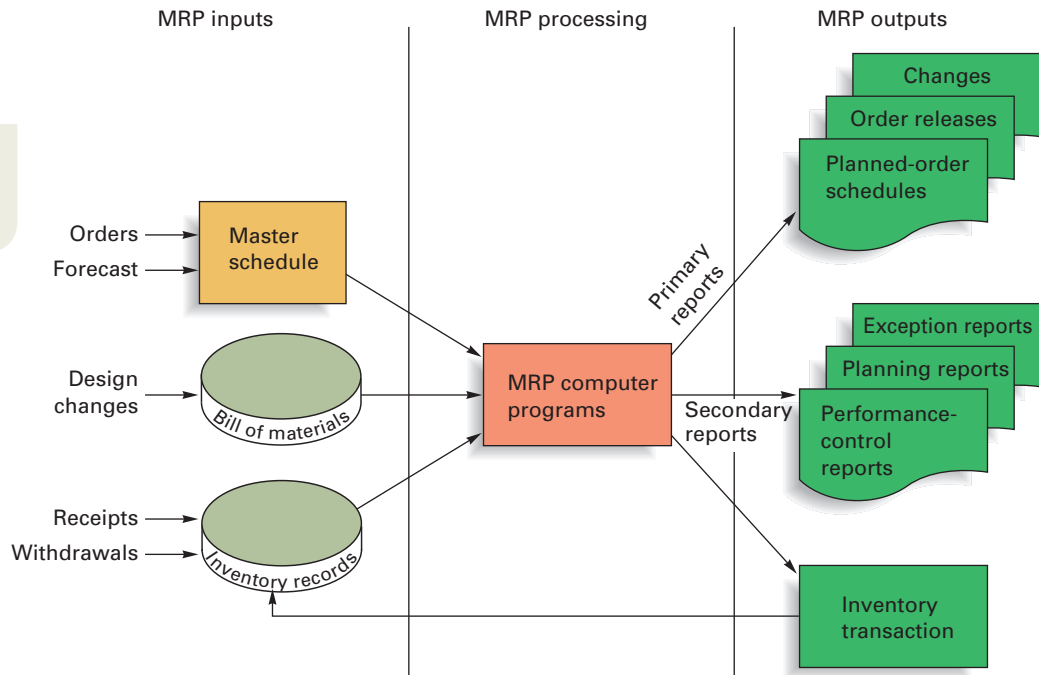 MRP inputs
MRP processing
MRP outputs
Changes
Order releases
Planned-order
schedules
Orders
Forecast
Master
schedule
Primary
reports
Design
changes
Bill of materials
MRP computer
programs
Secondary
reports
Exception reports
Planning reports
Performance-
control
reports
Receipts
Withdrawals
Inventory records
Inventory
transaction